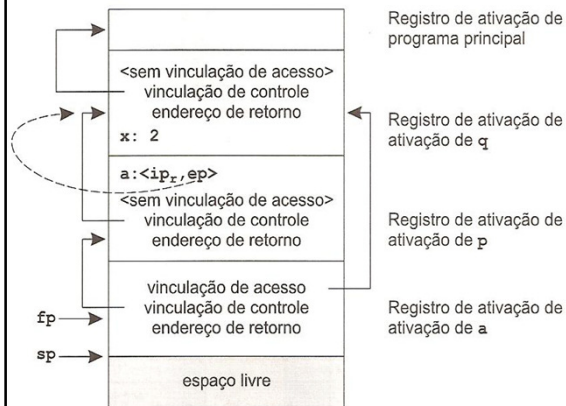 Registro de ativação de
programa principal
<sem vinculação de acesso>
vinculação de controle
endereço de retorno
x: 2
Registro de ativação de
ativação de q
a:<ipr,ep>
<sem vinculação de acesso>
vinculação de controle
endereço de retorno
Registro de ativação de
ativação de p
vinculação de acesso
vinculação de controle
endereço de retorno
Registro de ativação de
ativação de a
fp
sp
espaço livre